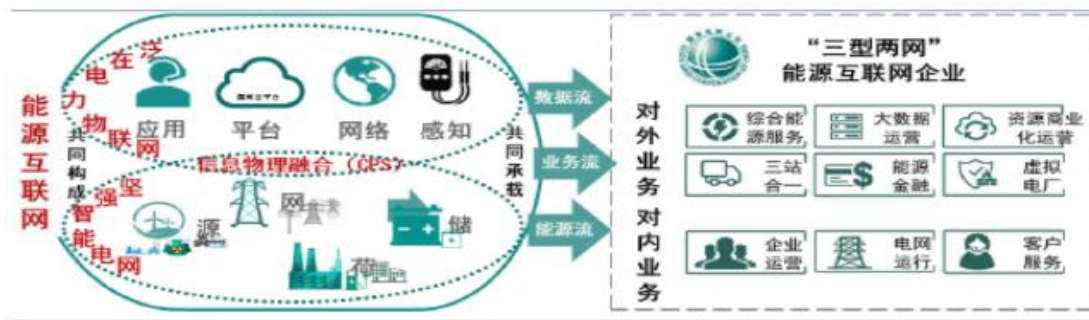 能源互联网
泛在电力物联网
应用
平台
网络
感知
共同构成
信息物理融合（CPS）
共同承载
坚强智能电网
源
网
荷
储
数据流
业务流
能源流
“三型两网”
能源互联网企业
对外业务
综合能
源服务
大数据
运营
资源商业
化运营
三站
合一
能源
金融
虚拟
电厂
对内业务
企业
运营
电网
运行
客户
服务